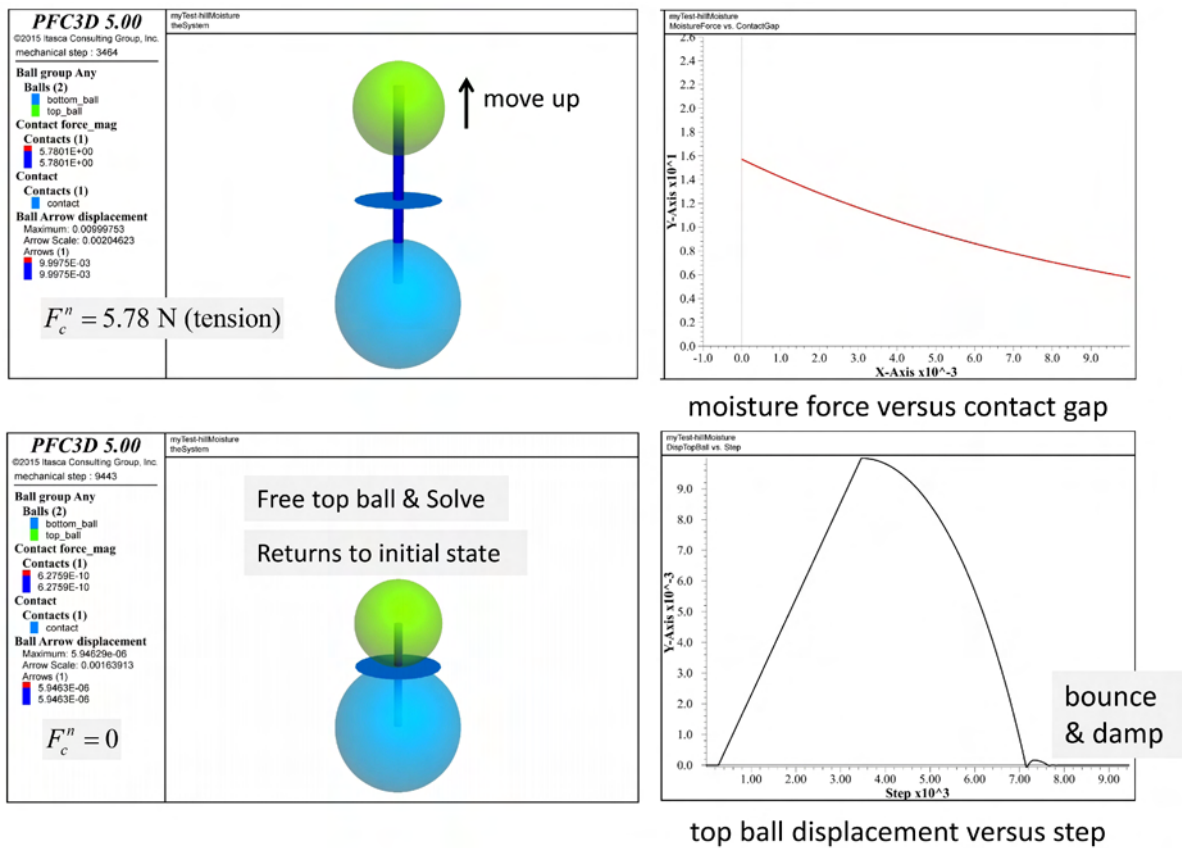 PFC3D 5.00
©2015 Itasca Consulting Group, Inc.
mechanical step : 3464
Ball group Any
Balls (2)
bottom_ball
top_ball
Contact force_mag
Contacts (1)
5.7801E+00
5.7801E+00
Contact
Contacts (1)
contact
Ball Arrow displacement
Maximum: 0.00999753
Arrow Scale: 0.00204623
Arrows (1)
9.9975E-03
9.9975E-03
F_c^n = 5.78 N (tension)
myTest-hillMoisture
theSystem
move up
myTest-hillMoisture
MoistureForce vs. ContactGap
Y-Axis x10^1
2.6
2.4
2.2
2.0
1.8
1.6
1.4
1.2
1.0
0.8
0.6
0.4
0.2
0.0
-1.0 0.0 1.0 2.0 3.0 4.0 5.0 6.0 7.0 8.0 9.0
X-Axis x10^-3
moisture force versus contact gap
PFC3D 5.00
©2015 Itasca Consulting Group, Inc.
mechanical step : 9443
Ball group Any
Balls (2)
bottom_ball
top_ball
Contact force_mag
Contacts (1)
6.2759E-10
6.2759E-10
Contact
Contacts (1)
contact
Ball Arrow displacement
Maximum: 5.94629e-06
Arrow Scale: 0.00163913
Arrows (1)
5.9463E-06
5.9463E-06
F_c^n = 0
myTest-hillMoisture
theSystem
Free top ball & Solve
Returns to initial state
myTest-hillMoisture
DispTopBall vs. Step
Y-Axis x10^-3
9.0
8.0
7.0
6.0
5.0
4.0
3.0
2.0
1.0
0.0
1.00 2.00 3.00 4.00 5.00 6.00 7.00 8.00 9.00
Step x10^3
bounce
& damp
top ball displacement versus step